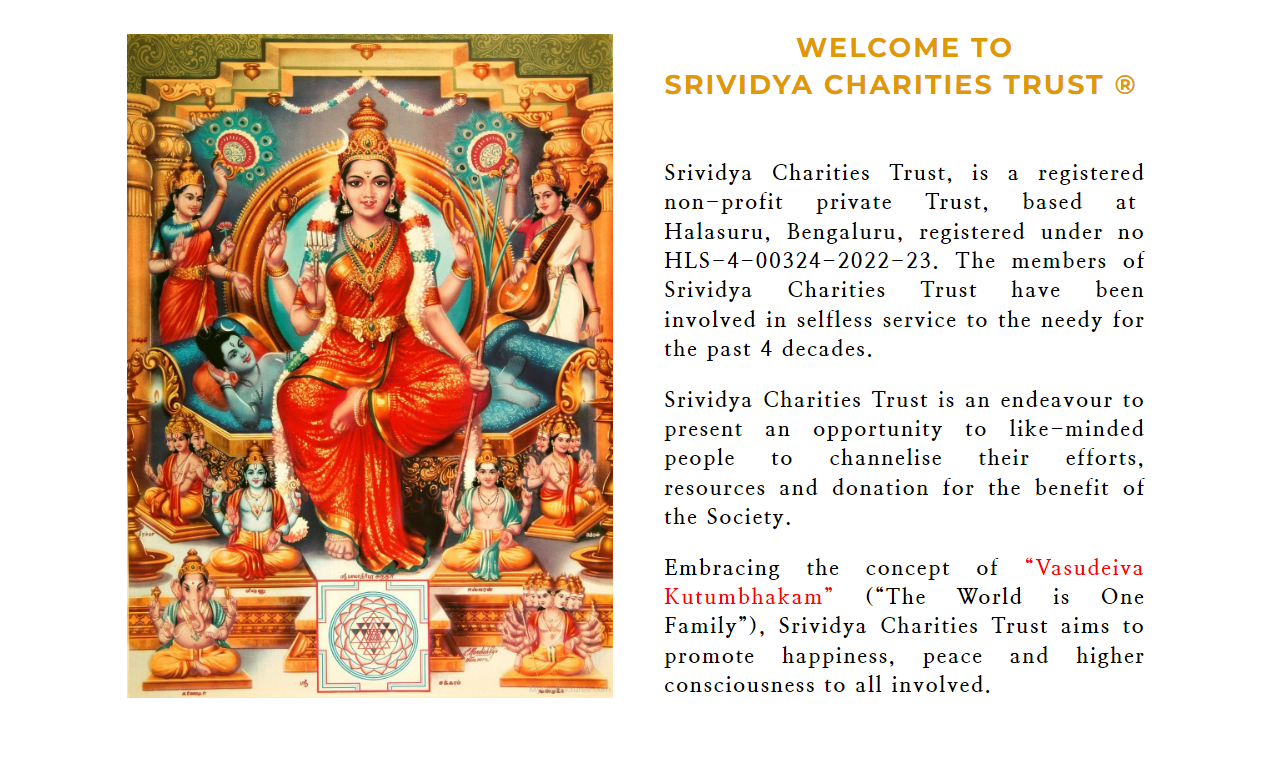 WELCOME TO
SRIVIDYA CHARITIES TRUST ®
Srividya Charities Trust, is a registered
non-profit private Trust, based at
Halasuru, Bengaluru, registered under no
HLS-4-00324-2022-23. The members of
Srividya Charities Trust have been
involved in selfless service to the needy for
the past 4 decades.
Srividya Charities Trust is an endeavour to
present an opportunity to like-minded
people to channelise their efforts,
resources and donation for the benefit of
the Society.
Embracing the concept of “Vasudeiva
Kutumbhakam” (“The World is One
Family”), Srividya Charities Trust aims to
promote happiness, peace and higher
consciousness to all involved.
ஸ்ரீ
சக்கரம்